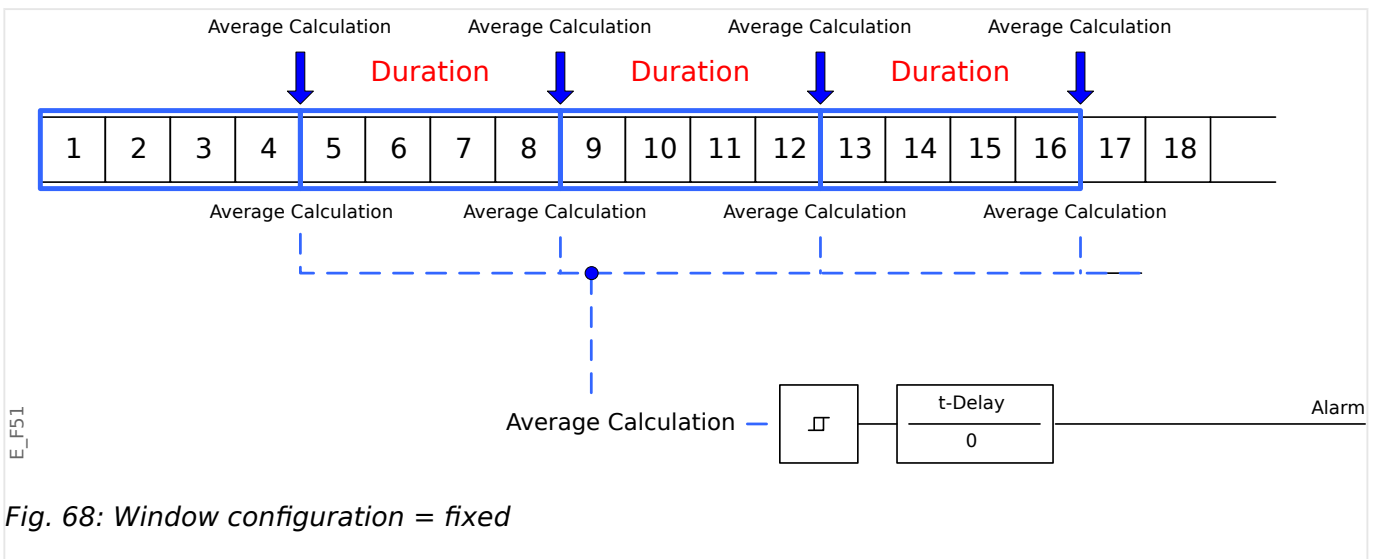 Average Calculation Average Calculation Average Calculation Average Calculation
Duration Duration Duration
1 2 3 4 5 6 7 8 9 10 11 12 13 14 15 16 17 18
Average Calculation Average Calculation Average Calculation Average Calculation
t-Delay
Alarm
Average Calculation
0
E_F51
Fig. 68: Window configuration = fixed